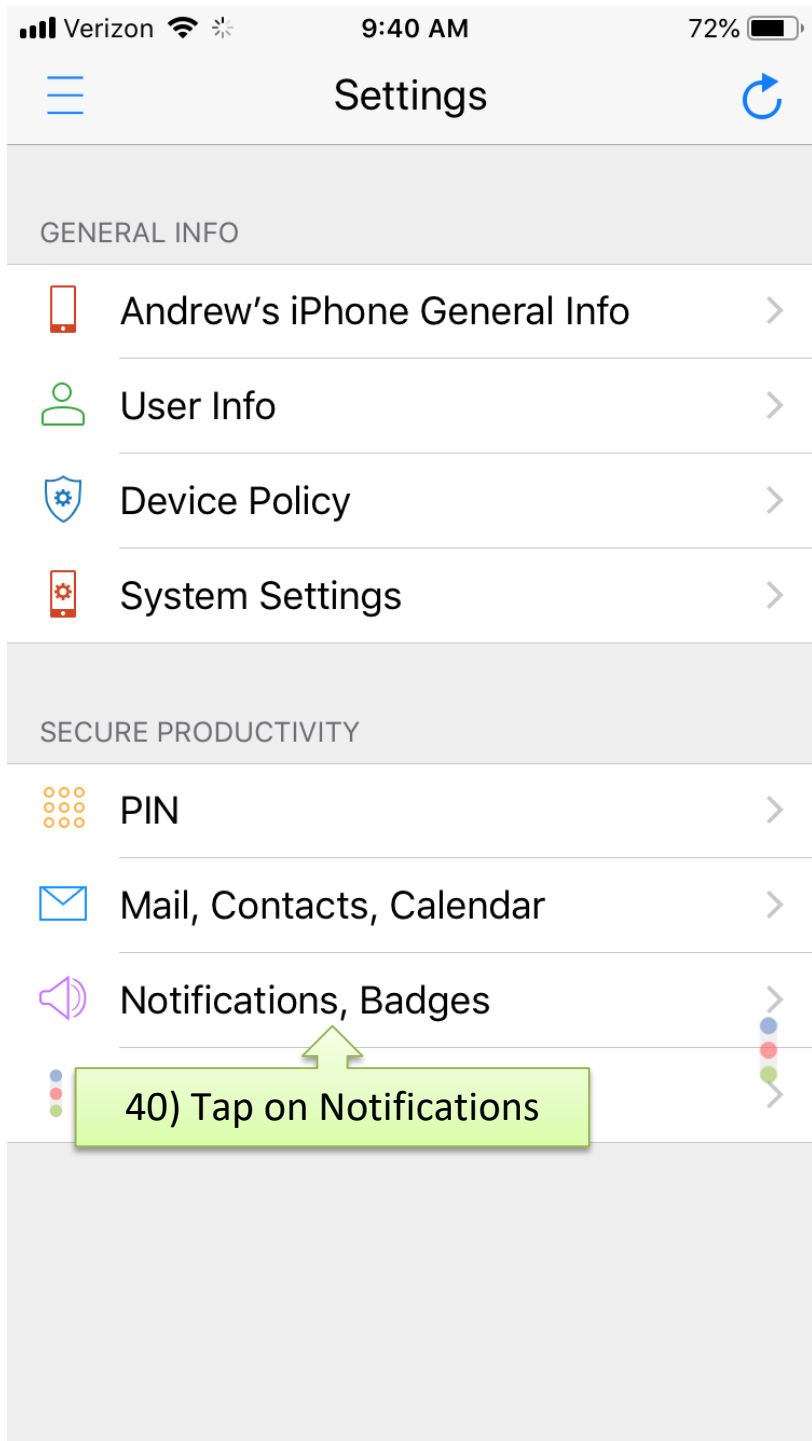 Verizon 9:40 AM 72%
Settings
GENERAL INFO
Andrew’s iPhone General Info
User Info
Device Policy
System Settings
SECURE PRODUCTIVITY
PIN
Mail, Contacts, Calendar
Notifications, Badges
40) Tap on Notifications